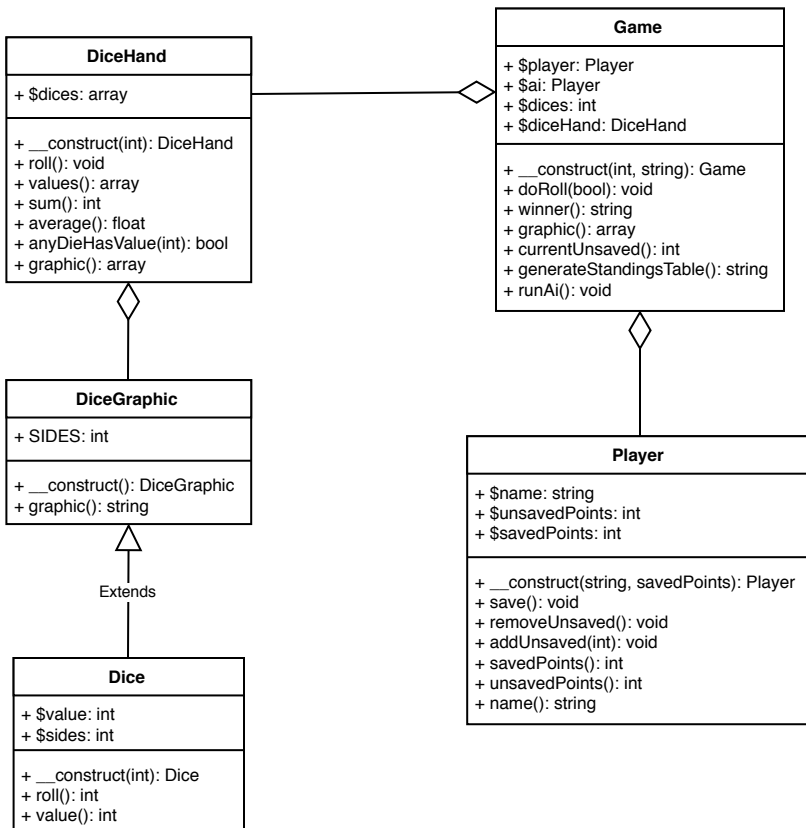 DiceHand
+ $dices: array
+ __construct(int): DiceHand
+ roll(): void
+ values(): array
+ sum(): int
+ average(): float
+ anyDieHasValue(int): bool
+ graphic(): array
Game
+ $player: Player
+ $ai: Player
+ $dices: int
+ $diceHand: DiceHand
+ __construct(int, string): Game
+ doRoll(bool): void
+ winner(): string
+ graphic(): array
+ currentUnsaved(): int
+ generateStandingsTable(): string
+ runAi(): void
DiceGraphic
+ SIDES: int
+ __construct(): DiceGraphic
+ graphic(): string
Extends
Player
+ $name: string
+ $unsavedPoints: int
+ $savedPoints: int
+ __construct(string, savedPoints): Player
+ save(): void
+ removeUnsaved(): void
+ addUnsaved(int): void
+ savedPoints(): int
+ unsavedPoints(): int
+ name(): string
Dice
+ $value: int
+ $sides: int
+ __construct(int): Dice
+ roll(): int
+ value(): int